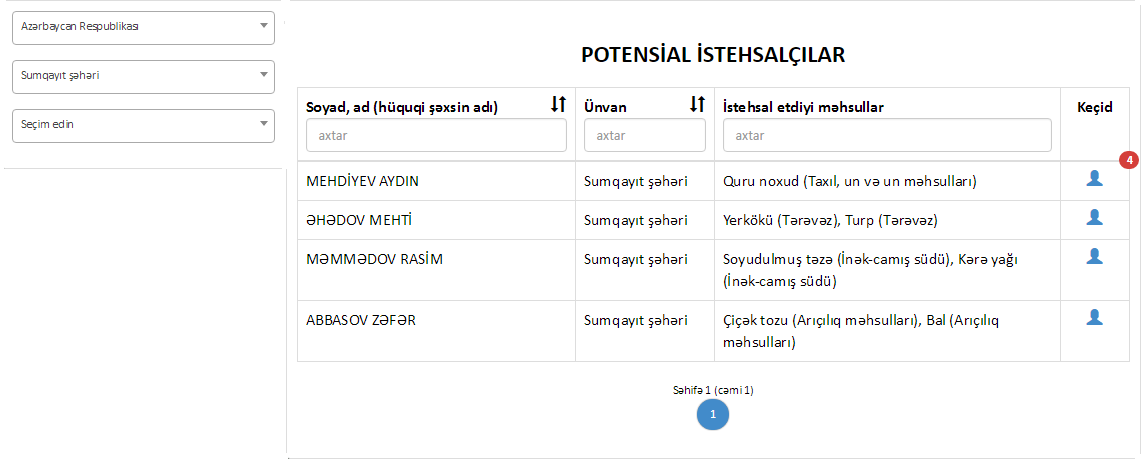 Azərbaycan Respublikası
Sumqayıt şəhəri
Seçim edin
POTENSİAL İSTEHSALÇILAR
Soyad, ad (hüquqi şəxsin adı) Ünvan İstehsal etdiyi məhsullar Keçid
axtar axtar axtar
4
MEHDİYEV AYDIN Sumqayıt şəhəri Quru noxud (Taxıl, un və un məhsulları)
ƏHƏDOV MEHTİ Sumqayıt şəhəri Yerkökü (Tərəvəz), Turp (Tərəvəz)
MƏMMƏDOV RASİM Sumqayıt şəhəri Soyudulmuş təzə (İnək-camış südü), Kərə yağı
(İnək-camış südü)
ABBASOV ZƏFƏR Sumqayıt şəhəri Çiçək tozu (Arıçılıq məhsulları), Bal (Arıçılıq
məhsulları)
Səhifə 1 (cəmi 1)
1